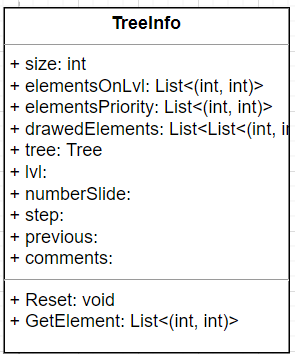 TreeInfo
+ size: int
+ elementsOnLvl: List<(int, int)>
+ elementsPriority: List<(int, int)>
+ drawedElements: List<List<(int, i
+ tree: Tree
+ lvl:
+ numberSlide:
+ step:
+ previous:
+ comments:
+ Reset: void
+ GetElement: List<(int, int)>